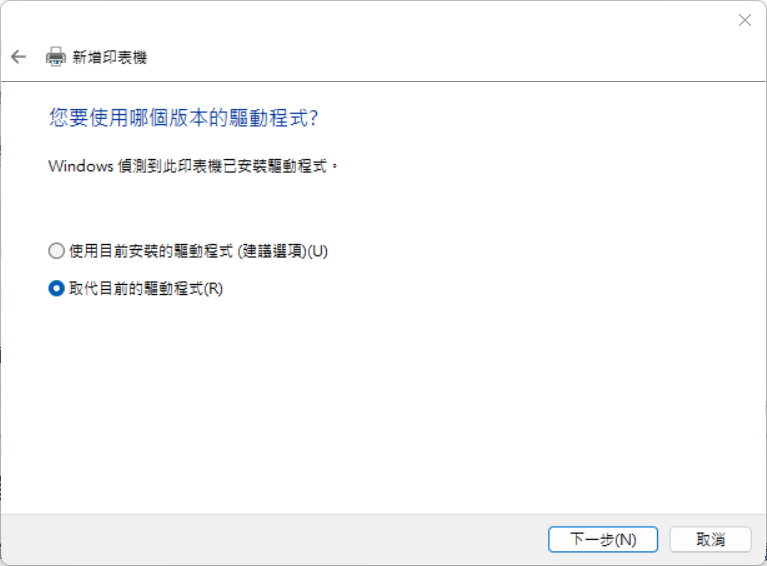 新增印表機
您要使用哪個版本的驅動程式?
Windows 偵測到此印表機已安裝驅動程式。
使用目前安裝的驅動程式 (建議選項)(U)
取代目前的驅動程式(R)
下一步(N)
取消